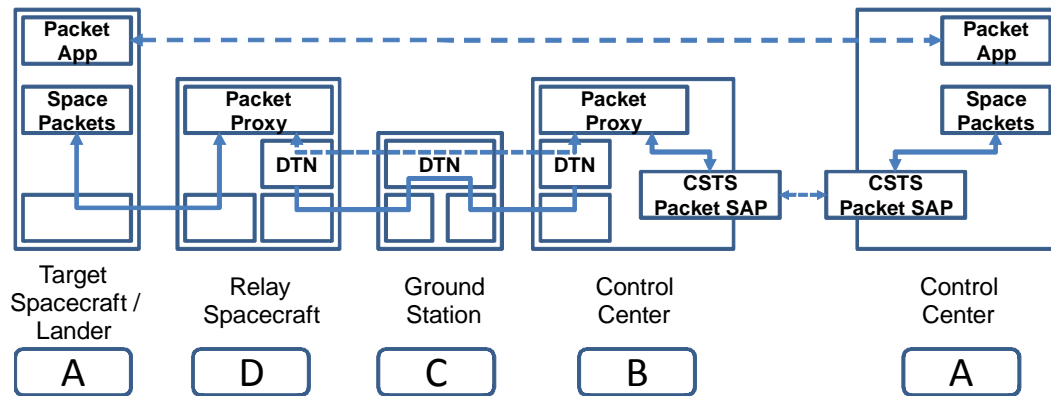 Packet
App
Packet
App
Space
Packets
Packet
Proxy
Packet
Proxy
Space
Packets
DTN
DTN
DTN
CSTS
Packet SAP
CSTS
Packet SAP
Target
Spacecraft /
Lander
Relay
Spacecraft
Ground
Station
Control
Center
Control
Center
A
D
C
B
A